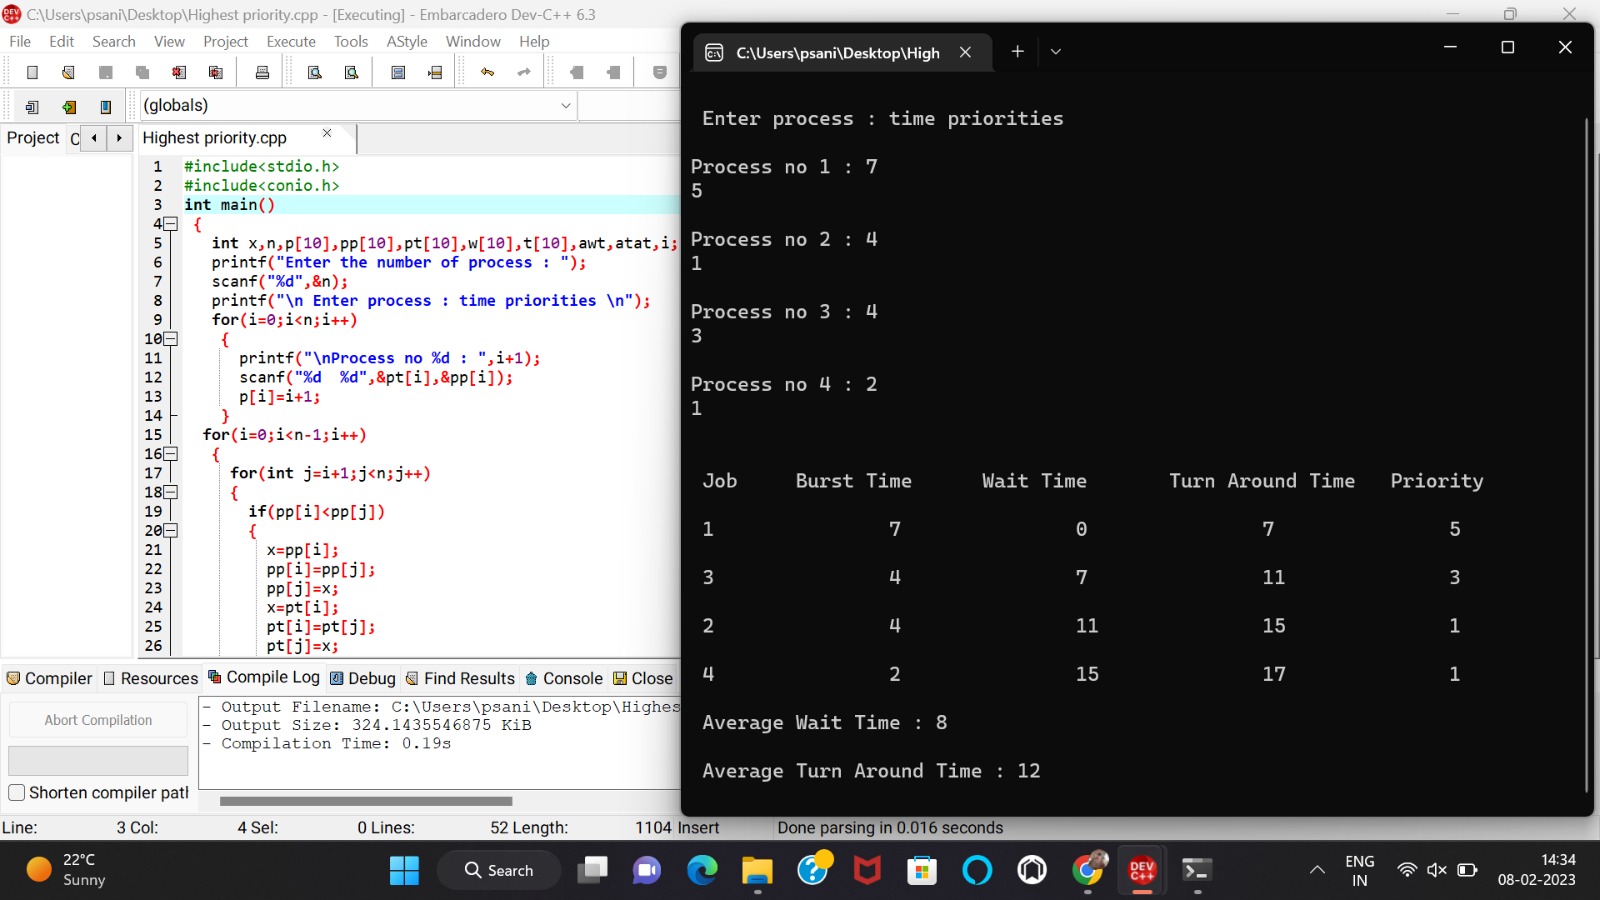 C:\Users\psani\Desktop\Highest priority.cpp - [Executing] - Embarcadero Dev-C++ 6.3
File Edit Search View Project Execute Tools AStyle Window Help
(globals)
Project C Highest priority.cpp
1 #include<stdio.h>
2 #include<conio.h>
3 int main()
4 {
5 int x,n,p[10],pp[10],pt[10],w[10],t[10],awt,atat,i;
6 printf("Enter the number of process : ");
7 scanf("%d",&n);
8 printf("\n Enter process : time priorities \n");
9 for(i=0;i<n;i++)
10 {
11 printf("\nProcess no %d : ",i+1);
12 scanf("%d  %d",&pt[i],&pp[i]);
13 p[i]=i+1;
14 }
15 for(i=0;i<n-1;i++)
16 {
17 for(int j=i+1;j<n;j++)
18 {
19 if(pp[i]<pp[j])
20 {
21 x=pp[i];
22 pp[i]=pp[j];
23 pp[j]=x;
24 x=pt[i];
25 pt[i]=pt[j];
26 pt[j]=x;
Compiler Resources Compile Log Debug Find Results Console Close
Abort Compilation
Shorten compiler path
- Output Filename: C:\Users\psani\Desktop\Highes
- Output Size: 324.1435546875 KiB
- Compilation Time: 0.19s
Line: 3 Col: 4 Sel: 0 Lines: 52 Length: 1104 Insert Done parsing in 0.016 seconds
C:\Users\psani\Desktop\High
Enter process : time priorities
Process no 1 : 7
5
Process no 2 : 4
1
Process no 3 : 4
3
Process no 4 : 2
1
Job Burst Time Wait Time Turn Around Time Priority
1 7 0 7 5
3 4 7 11 3
2 4 11 15 1
4 2 15 17 1
Average Wait Time : 8
Average Turn Around Time : 12
22°C
Sunny
Search
DEV C++
ENG
IN
14:34
08-02-2023